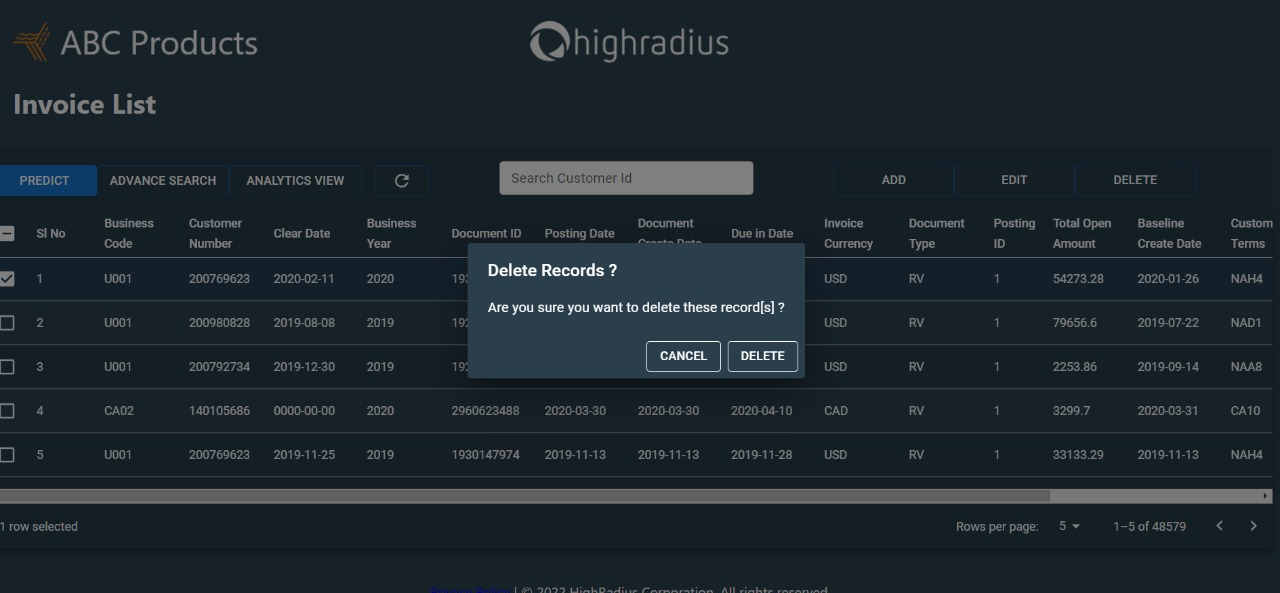 ABC Products
highradius
Invoice List
PREDICT ADVANCE SEARCH ANALYTICS VIEW Search Customer Id ADD EDIT DELETE
Sl No Business Code Customer Number Clear Date Business Year Document ID Posting Date Document Create Date Due in Date Invoice Currency Document Type Posting ID Total Open Amount Baseline Create Date Custom Terms
1 U001 200769623 2020-02-11 2020 193 USD RV 1 54273.28 2020-01-26 NAH4
2 U001 200980828 2019-08-08 2019 192 USD RV 1 79656.6 2019-07-22 NAD1
3 U001 200792734 2019-12-30 2019 192 USD RV 1 2253.86 2019-09-14 NAA8
4 CA02 140105686 0000-00-00 2020 2960623488 2020-03-30 2020-03-30 2020-04-10 CAD RV 1 3299.7 2020-03-31 CA10
5 U001 200769623 2019-11-25 2019 1930147974 2019-11-13 2019-11-13 2019-11-28 USD RV 1 33133.29 2019-11-13 NAH4
Delete Records ?
Are you sure you want to delete these record[s] ?
CANCEL DELETE
1 row selected Rows per page: 5 1–5 of 48579
Privacy Policy | © 2022 HighRadius Corporation. All rights reserved.